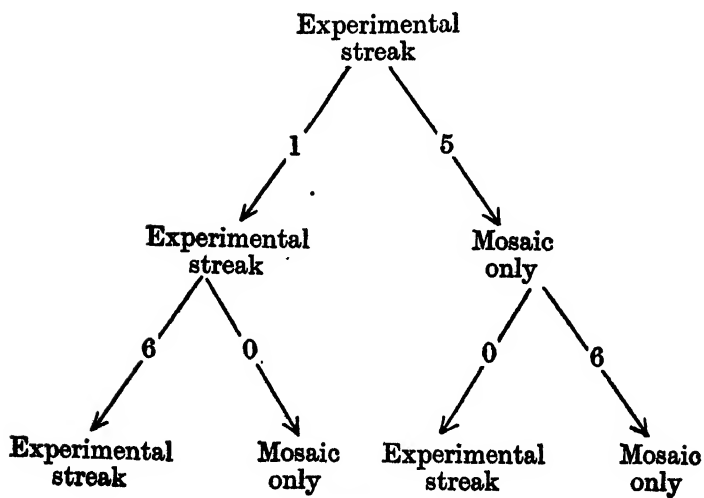 Experimental
streak
1 5
Experimental
streak
Mosaic
only
6 0 0 6
Experimental
streak
Mosaic
only
Experimental
streak
Mosaic
only